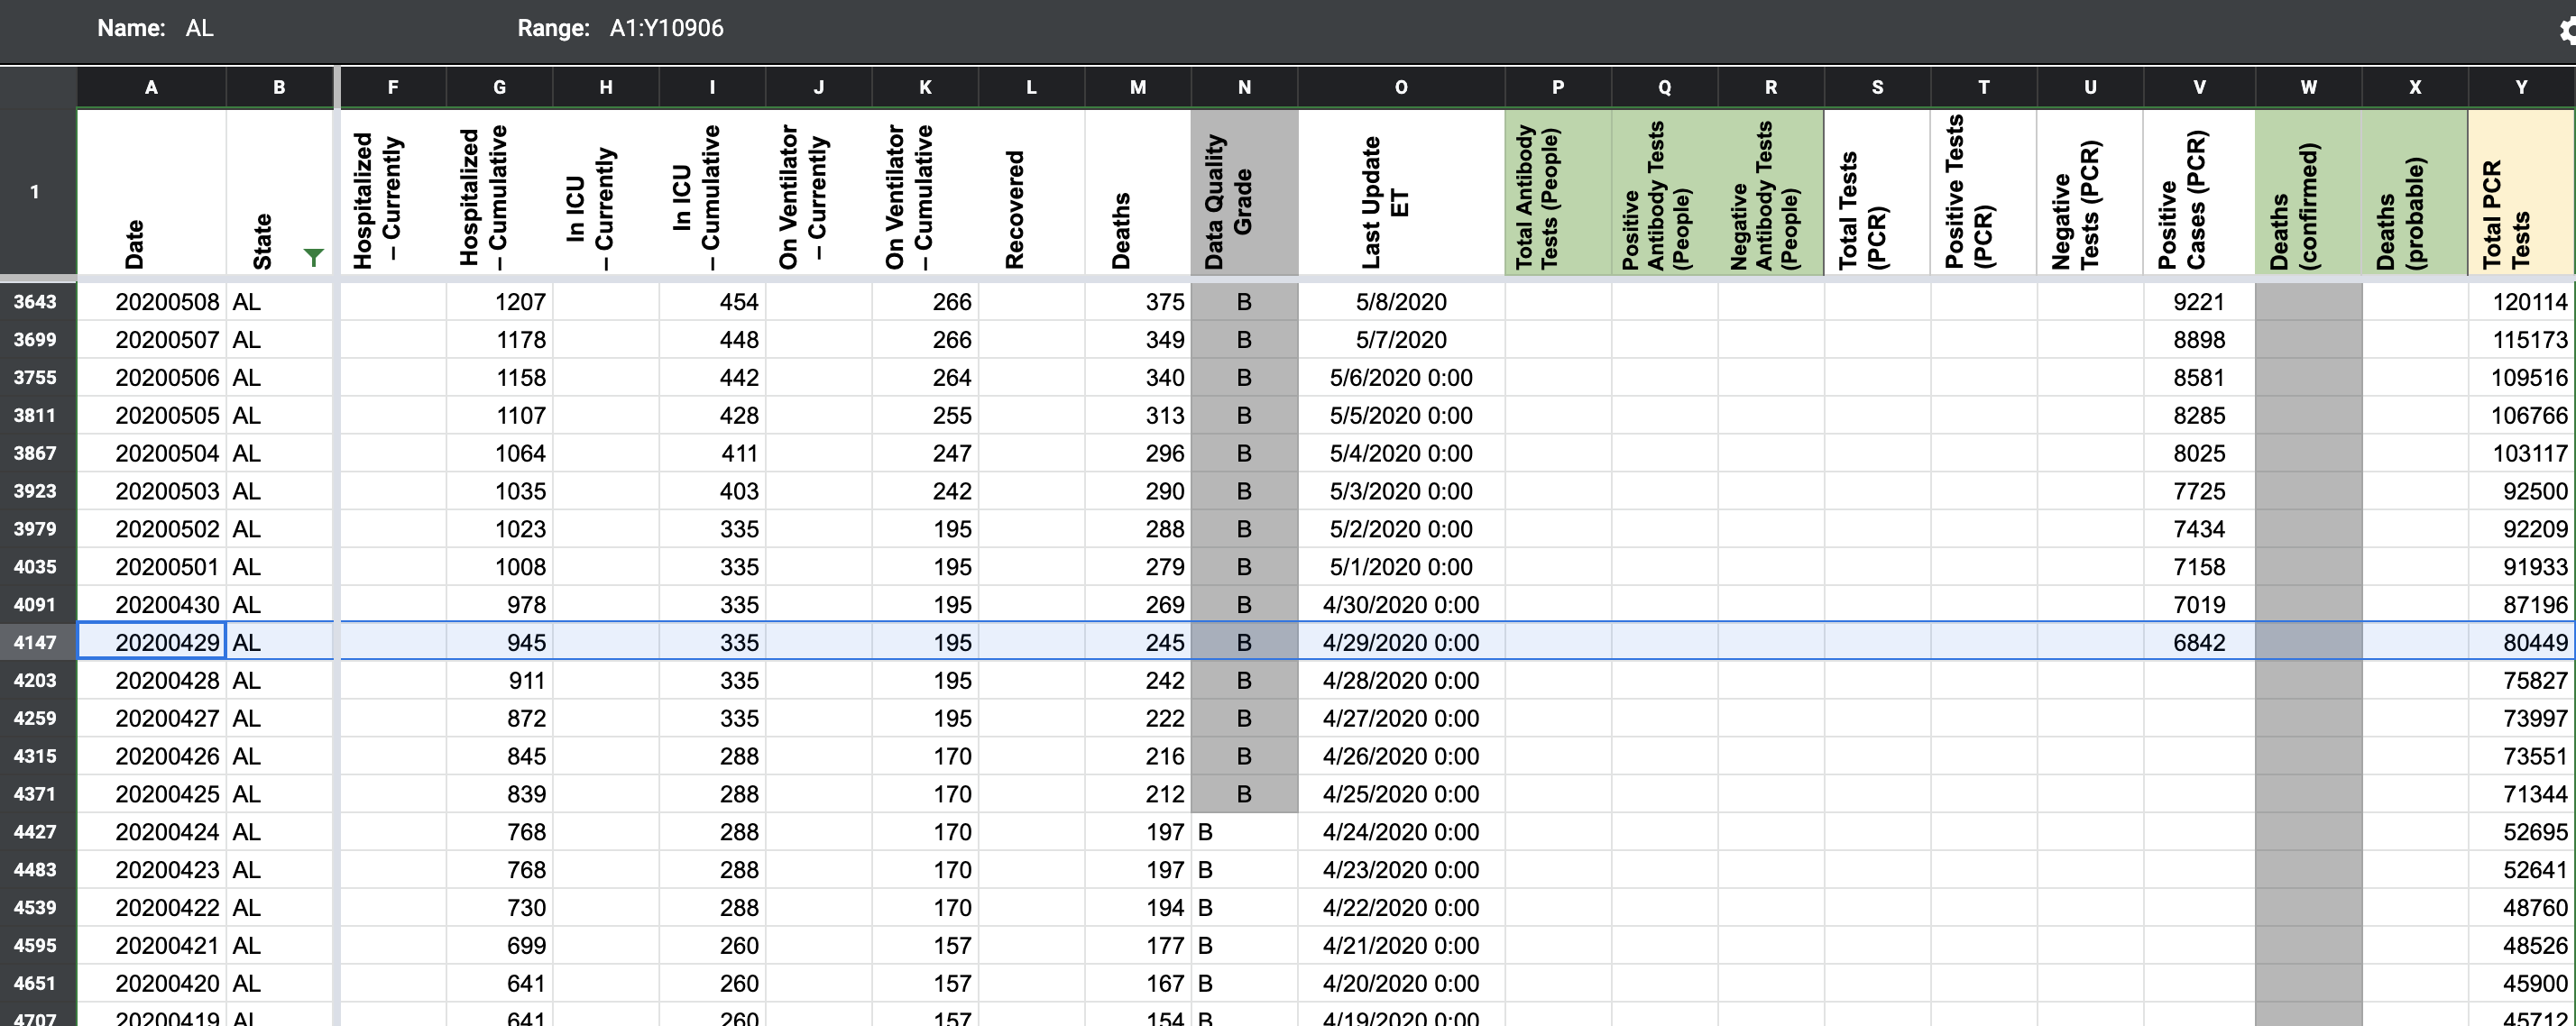 Name: AL Range: A1:Y10906
A B F G H I J K L M N O P Q R S T U V W X Y
1 Date State Hospitalized – Currently Hospitalized – Cumulative In ICU – Currently In ICU – Cumulative On Ventilator – Currently On Ventilator – Cumulative Recovered Deaths Data Quality Grade Last Update ET Total Antibody Tests (People) Positive Antibody Tests (People) Negative Antibody Tests (People) Total Tests (PCR) Positive Tests (PCR) Negative Tests (PCR) Positive Cases (PCR) Deaths (confirmed) Deaths (probable) Total PCR Tests
3643 20200508 AL 1207 454 266 375 B 5/8/2020 9221 120114
3699 20200507 AL 1178 448 266 349 B 5/7/2020 8898 115173
3755 20200506 AL 1158 442 264 340 B 5/6/2020 0:00 8581 109516
3811 20200505 AL 1107 428 255 313 B 5/5/2020 0:00 8285 106766
3867 20200504 AL 1064 411 247 296 B 5/4/2020 0:00 8025 103117
3923 20200503 AL 1035 403 242 290 B 5/3/2020 0:00 7725 92500
3979 20200502 AL 1023 335 195 288 B 5/2/2020 0:00 7434 92209
4035 20200501 AL 1008 335 195 279 B 5/1/2020 0:00 7158 91933
4091 20200430 AL 978 335 195 269 B 4/30/2020 0:00 7019 87196
4147 20200429 AL 945 335 195 245 B 4/29/2020 0:00 6842 80449
4203 20200428 AL 911 335 195 242 B 4/28/2020 0:00 75827
4259 20200427 AL 872 335 195 222 B 4/27/2020 0:00 73997
4315 20200426 AL 845 288 170 216 B 4/26/2020 0:00 73551
4371 20200425 AL 839 288 170 212 B 4/25/2020 0:00 71344
4427 20200424 AL 768 288 170 197 B 4/24/2020 0:00 52695
4483 20200423 AL 768 288 170 197 B 4/23/2020 0:00 52641
4539 20200422 AL 730 288 170 194 B 4/22/2020 0:00 48760
4595 20200421 AL 699 260 157 177 B 4/21/2020 0:00 48526
4651 20200420 AL 641 260 157 167 B 4/20/2020 0:00 45900
4707 20200419 AL 641 260 157 154 B 4/19/2020 0:00 45712